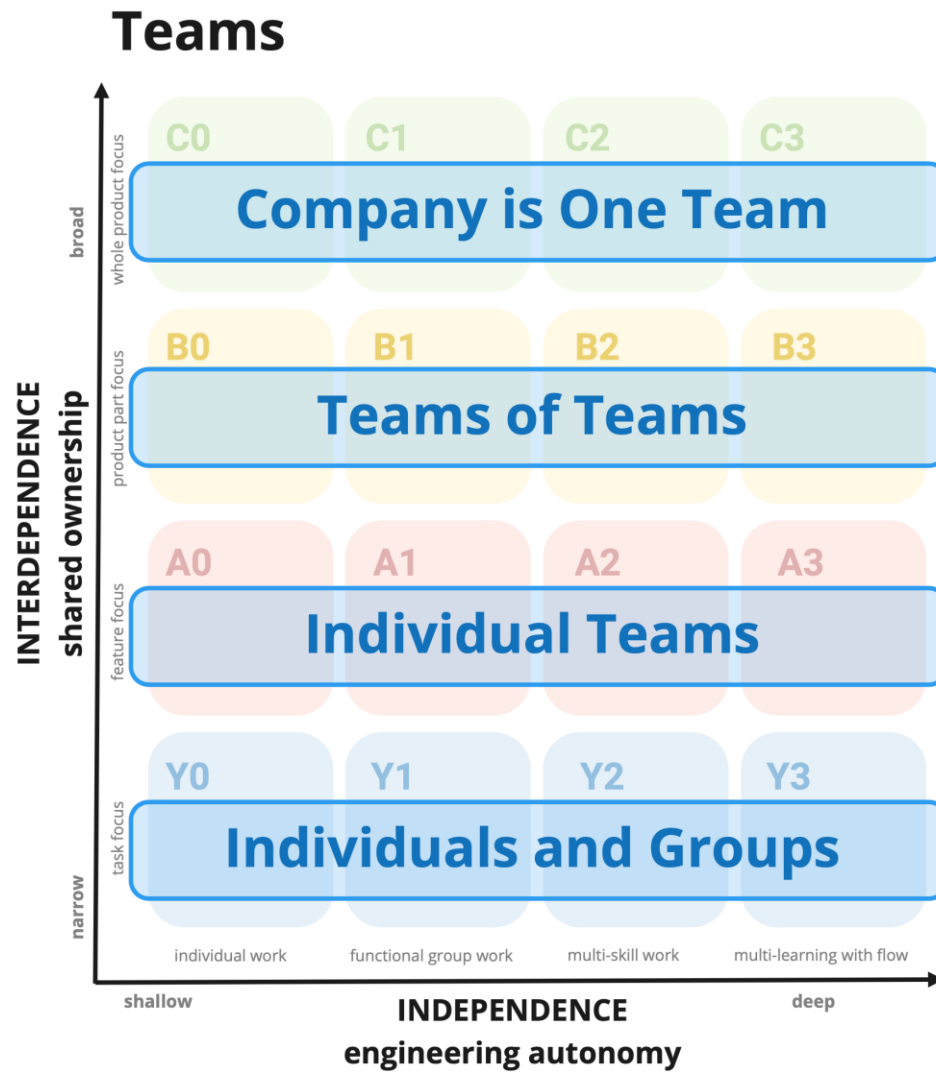 Teams
C0
C1
C2
C3
Company is One Team
broad
whole product focus
B0
B1
B2
B3
Teams of Teams
product part focus
INTERDEPENDENCE
shared ownership
A0
A1
A2
A3
Individual Teams
feature focus
Y0
Y1
Y2
Y3
Individuals and Groups
task focus
narrow
individual work
functional group work
multi-skill work
multi-learning with flow
shallow
INDEPENDENCE
deep
engineering autonomy